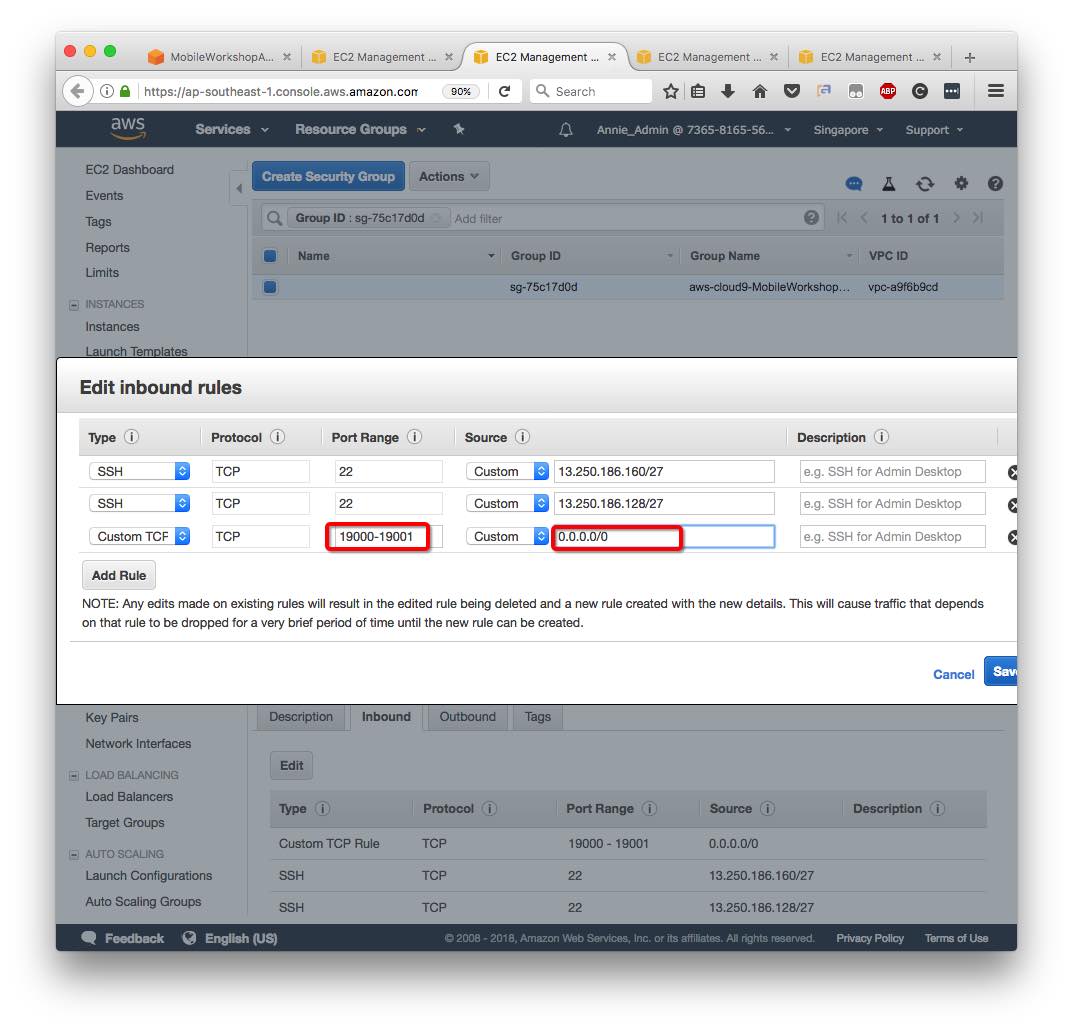 MobileWorkshopA...
EC2 Management ...
EC2 Management ...
EC2 Management ...
EC2 Management ...
https://ap-southeast-1.console.aws.amazon.con
90%
Search
ABP
aws
Services
Resource Groups
Annie_Admin @ 7365-8165-56...
Singapore
Support
EC2 Dashboard
Events
Tags
Reports
Limits
INSTANCES
Instances
Launch Templates
Create Security Group
Actions
Group ID : sg-75c17d0d
Add filter
1 to 1 of 1
Name
Group ID
Group Name
VPC ID
sg-75c17d0d
aws-cloud9-MobileWorkshop...
vpc-a9f6b9cd
Edit inbound rules
Type
Protocol
Port Range
Source
Description
SSH
TCP
22
Custom
13.250.186.160/27
e.g. SSH for Admin Desktop
SSH
TCP
22
Custom
13.250.186.128/27
e.g. SSH for Admin Desktop
Custom TCF
TCP
19000-19001
Custom
0.0.0.0/0
e.g. SSH for Admin Desktop
Add Rule
NOTE: Any edits made on existing rules will result in the edited rule being deleted and a new rule created with the new details. This will cause traffic that depends
on that rule to be dropped for a very brief period of time until the new rule can be created.
Cancel
Save
Key Pairs
Network Interfaces
LOAD BALANCING
Load Balancers
Target Groups
AUTO SCALING
Launch Configurations
Auto Scaling Groups
Description
Inbound
Outbound
Tags
Edit
Type
Protocol
Port Range
Source
Description
Custom TCP Rule
TCP
19000 - 19001
0.0.0.0/0
SSH
TCP
22
13.250.186.160/27
SSH
TCP
22
13.250.186.128/27
Feedback
English (US)
© 2008 - 2018, Amazon Web Services, Inc. or its affiliates. All rights reserved.
Privacy Policy
Terms of Use